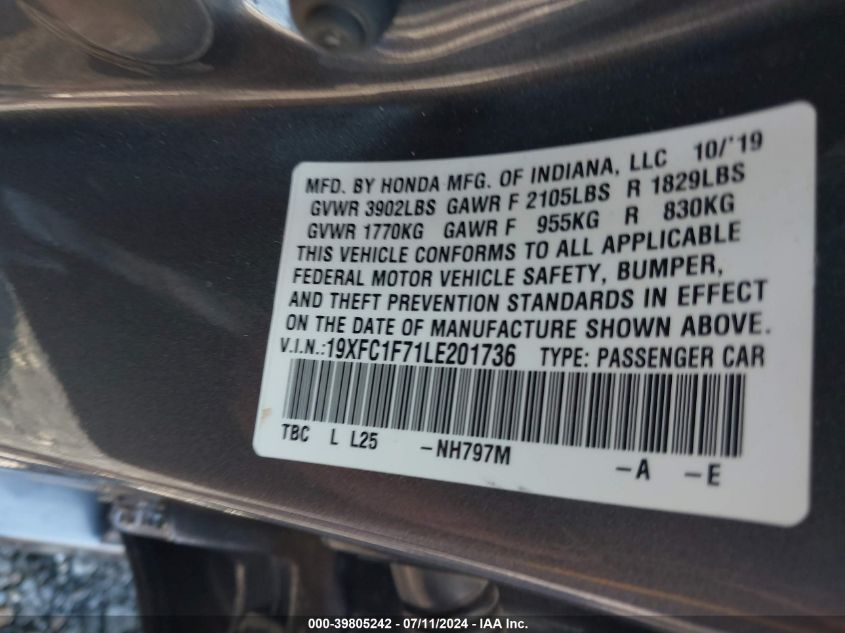 MFD. BY HONDA MFG. OF INDIANA, LLC 10/'19
GVWR 3902LBS GAWR F 2105LBS R 1829LBS
GVWR 1770KG GAWR F 955KG R 830KG
THIS VEHICLE CONFORMS TO ALL APPLICABLE
FEDERAL MOTOR VEHICLE SAFETY, BUMPER,
AND THEFT PREVENTION STANDARDS IN EFFECT
ON THE DATE OF MANUFACTURE SHOWN ABOVE.
V.I.N.:19XFC1F71LE201736 TYPE: PASSENGER CAR
TBC L L25 -NH797M -A -E
000-39805242 - 07/11/2024 - IAA Inc.